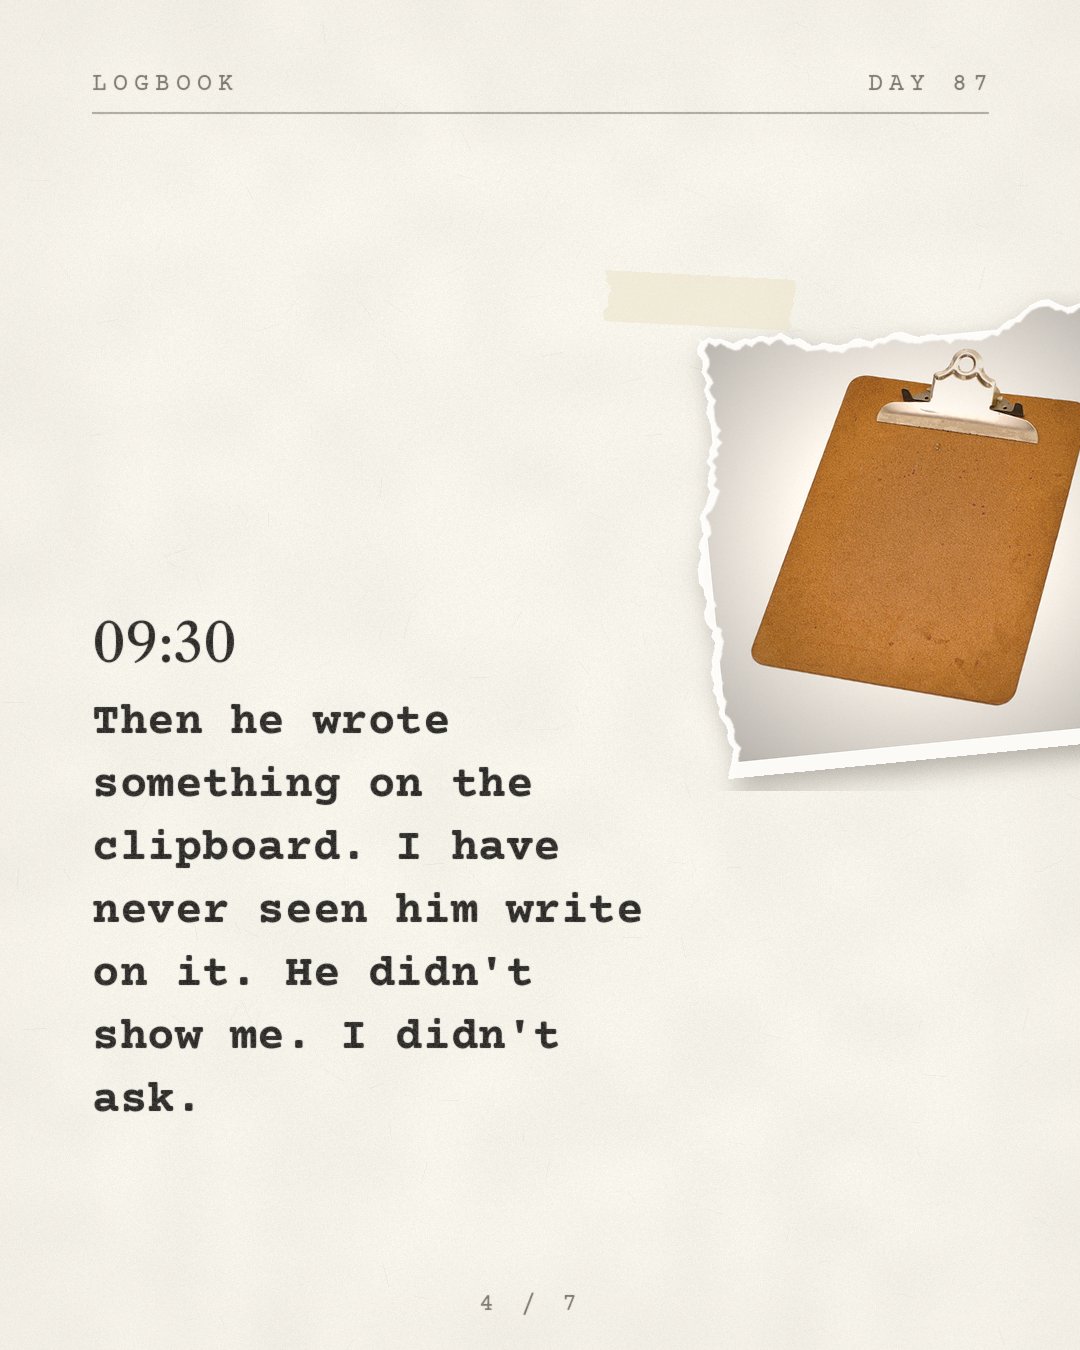 LOGBOOK DAY 87
09:30
Then he wrote
something on the
clipboard. I have
never seen him write
on it. He didn't
show me. I didn't
ask.
4 / 7